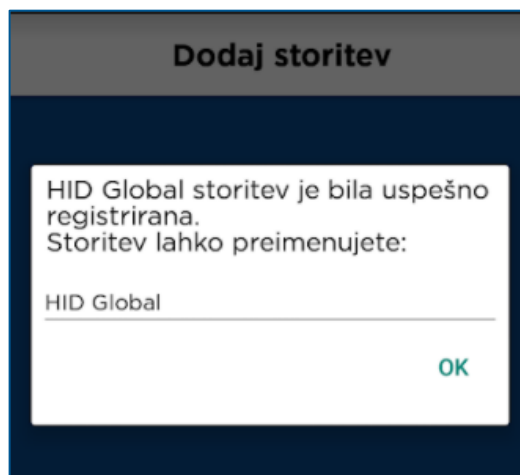 Dodaj storitev
HID Global storitev je bila uspešno
registrirana.
Storitev lahko preimenujete:
HID Global
OK